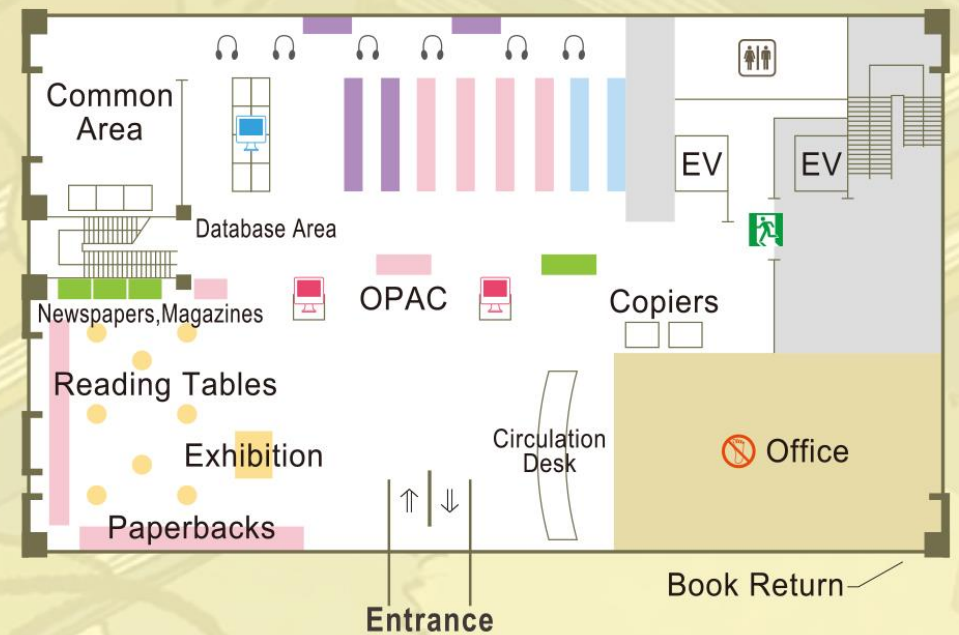 Common
Area
EV
EV
Database Area
OPAC
Copiers
Newspapers,Magazines
Reading Tables
Exhibition
Circulation
Desk
Office
Paperbacks
Book Return
Entrance